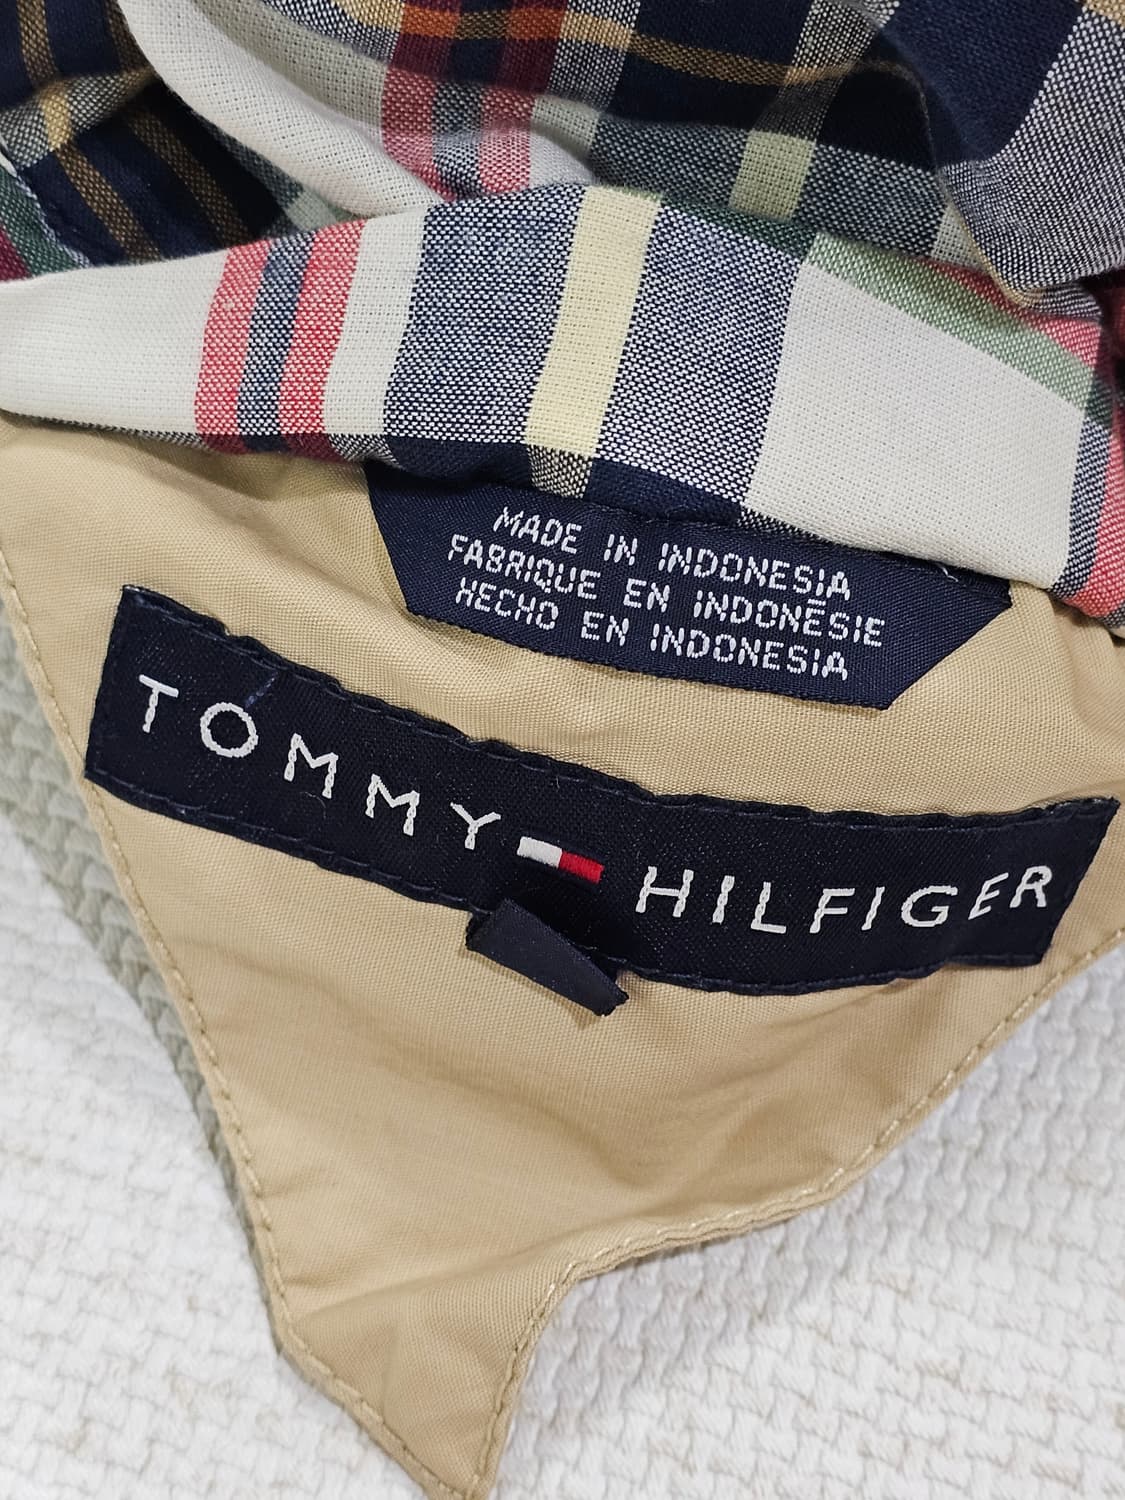 MADE IN INDONESIA
FABRIQUE EN INDONÉSIE
HECHO EN INDONESIA
TOMMY HILFIGER